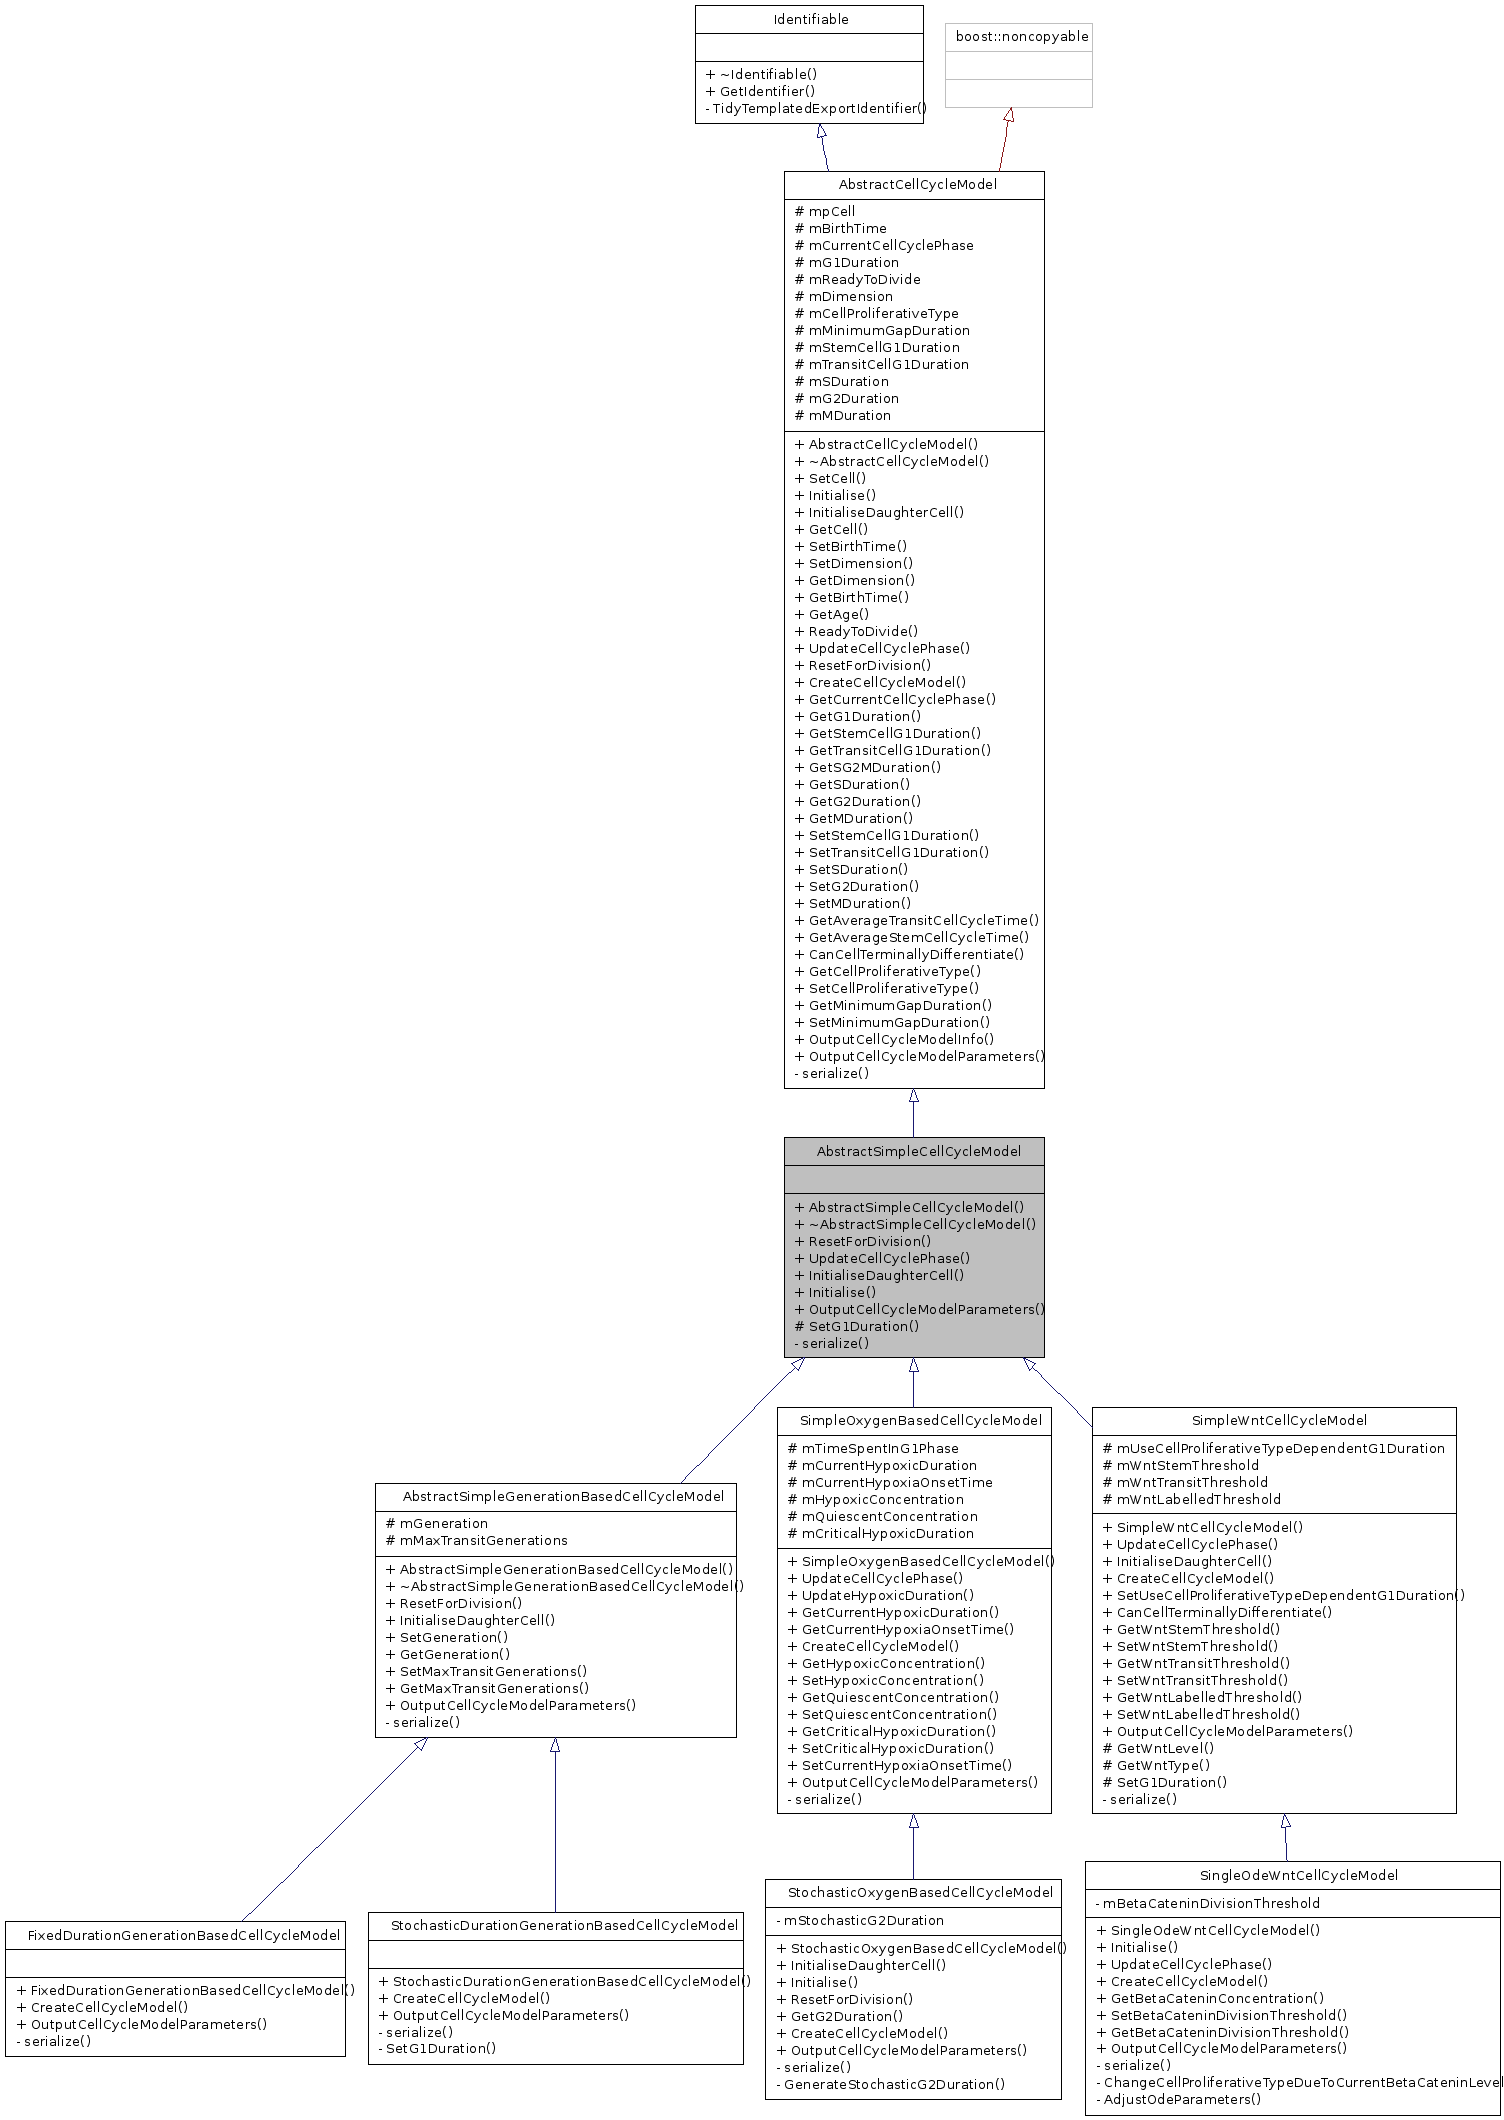 Identifiable
+ ~Identifiable()
+ GetIdentifier()
- TidyTemplatedExportIdentifier()
boost::noncopyable
AbstractCellCycleModel
# mpCell
# mBirthTime
# mCurrentCellCyclePhase
# mG1Duration
# mReadyToDivide
# mDimension
# mCellProliferativeType
# mMinimumGapDuration
# mStemCellG1Duration
# mTransitCellG1Duration
# mSDuration
# mG2Duration
# mMDuration
+ AbstractCellCycleModel()
+ ~AbstractCellCycleModel()
+ SetCell()
+ Initialise()
+ InitialiseDaughterCell()
+ GetCell()
+ SetBirthTime()
+ SetDimension()
+ GetDimension()
+ GetBirthTime()
+ GetAge()
+ ReadyToDivide()
+ UpdateCellCyclePhase()
+ ResetForDivision()
+ CreateCellCycleModel()
+ GetCurrentCellCyclePhase()
+ GetG1Duration()
+ GetStemCellG1Duration()
+ GetTransitCellG1Duration()
+ GetSG2MDuration()
+ GetSDuration()
+ GetG2Duration()
+ GetMDuration()
+ SetStemCellG1Duration()
+ SetTransitCellG1Duration()
+ SetSDuration()
+ SetG2Duration()
+ SetMDuration()
+ GetAverageTransitCellCycleTime()
+ GetAverageStemCellCycleTime()
+ CanCellTerminallyDifferentiate()
+ GetCellProliferativeType()
+ SetCellProliferativeType()
+ GetMinimumGapDuration()
+ SetMinimumGapDuration()
+ OutputCellCycleModelInfo()
+ OutputCellCycleModelParameters()
- serialize()
AbstractSimpleCellCycleModel
+ AbstractSimpleCellCycleModel()
+ ~AbstractSimpleCellCycleModel()
+ ResetForDivision()
+ UpdateCellCyclePhase()
+ InitialiseDaughterCell()
+ Initialise()
+ OutputCellCycleModelParameters()
# SetG1Duration()
- serialize()
AbstractSimpleGenerationBasedCellCycleModel
# mGeneration
# mMaxTransitGenerations
+ AbstractSimpleGenerationBasedCellCycleModel()
+ ~AbstractSimpleGenerationBasedCellCycleModel()
+ ResetForDivision()
+ InitialiseDaughterCell()
+ SetGeneration()
+ GetGeneration()
+ SetMaxTransitGenerations()
+ GetMaxTransitGenerations()
+ OutputCellCycleModelParameters()
- serialize()
SimpleOxygenBasedCellCycleModel
# mTimeSpentInG1Phase
# mCurrentHypoxicDuration
# mCurrentHypoxiaOnsetTime
# mHypoxicConcentration
# mQuiescentConcentration
# mCriticalHypoxicDuration
+ SimpleOxygenBasedCellCycleModel()
+ UpdateCellCyclePhase()
+ UpdateHypoxicDuration()
+ GetCurrentHypoxicDuration()
+ GetCurrentHypoxiaOnsetTime()
+ CreateCellCycleModel()
+ GetHypoxicConcentration()
+ SetHypoxicConcentration()
+ GetQuiescentConcentration()
+ SetQuiescentConcentration()
+ GetCriticalHypoxicDuration()
+ SetCriticalHypoxicDuration()
+ SetCurrentHypoxiaOnsetTime()
+ OutputCellCycleModelParameters()
- serialize()
SimpleWntCellCycleModel
# mUseCellProliferativeTypeDependentG1Duration
# mWntStemThreshold
# mWntTransitThreshold
# mWntLabelledThreshold
+ SimpleWntCellCycleModel()
+ UpdateCellCyclePhase()
+ InitialiseDaughterCell()
+ CreateCellCycleModel()
+ SetUseCellProliferativeTypeDependentG1Duration()
+ CanCellTerminallyDifferentiate()
+ GetWntStemThreshold()
+ SetWntStemThreshold()
+ GetWntTransitThreshold()
+ SetWntTransitThreshold()
+ GetWntLabelledThreshold()
+ SetWntLabelledThreshold()
+ OutputCellCycleModelParameters()
# GetWntLevel()
# GetWntType()
# SetG1Duration()
- serialize()
FixedDurationGenerationBasedCellCycleModel
+ FixedDurationGenerationBasedCellCycleModel()
+ CreateCellCycleModel()
+ OutputCellCycleModelParameters()
- serialize()
StochasticDurationGenerationBasedCellCycleModel
+ StochasticDurationGenerationBasedCellCycleModel()
+ CreateCellCycleModel()
+ OutputCellCycleModelParameters()
- serialize()
- SetG1Duration()
StochasticOxygenBasedCellCycleModel
- mStochasticG2Duration
+ StochasticOxygenBasedCellCycleModel()
+ InitialiseDaughterCell()
+ Initialise()
+ ResetForDivision()
+ GetG2Duration()
+ CreateCellCycleModel()
+ OutputCellCycleModelParameters()
- serialize()
- GenerateStochasticG2Duration()
SingleOdeWntCellCycleModel
- mBetaCateninDivisionThreshold
+ SingleOdeWntCellCycleModel()
+ Initialise()
+ UpdateCellCyclePhase()
+ CreateCellCycleModel()
+ GetBetaCateninConcentration()
+ SetBetaCateninDivisionThreshold()
+ GetBetaCateninDivisionThreshold()
+ OutputCellCycleModelParameters()
- serialize()
- ChangeCellProliferativeTypeDueToCurrentBetaCateninLevel
- AdjustOdeParameters()